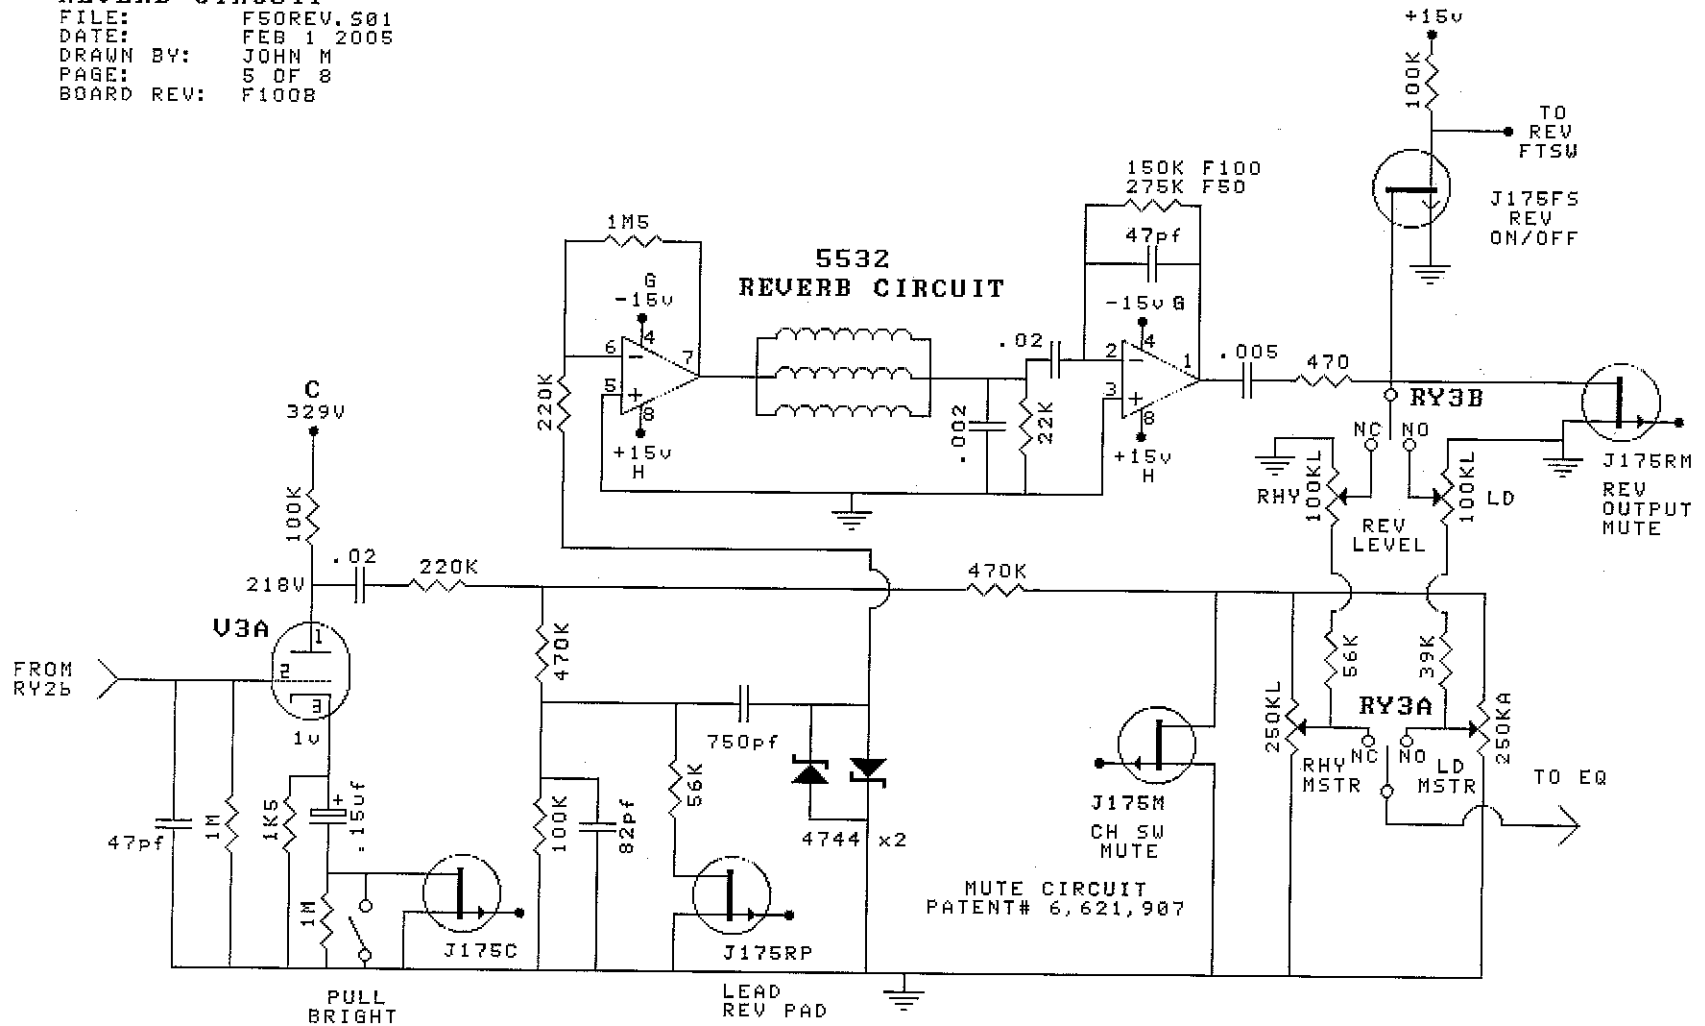 REVERB CIRCUIT
FILE: F50REV.S01
DATE: FEB 1 2005
DRAWN BY: JOHN M
PAGE: 5 OF 8
BOARD REV: F100B
+15v
100K
TO
REV
FTSW
J175FS
REV
ON/OFF
150K F100
275K F50
47pf
1M5
5532
REVERB CIRCUIT
G
-15v
4
6
-
7
5
+
8
+15v
H
220K
.02
.002
22K
-15v G
4
2
-
1
3
+
8
+15v
H
.005
470
RY3B
NC
NO
RHY
100KL
100KL
LD
REV
LEVEL
J175RM
REV
OUTPUT
MUTE
C
329V
100K
218V
.02
220K
470K
V3A
1
2
3
1v
FROM
RY2b
47pf
1M
1K5
+
.15uf
1M
J175C
PULL
BRIGHT
470K
100K
82pf
56K
750pf
4744 x2
J175RP
LEAD
REV PAD
J175M
CH SW
MUTE
MUTE CIRCUIT
PATENT# 6,621,907
56K
39K
250KL
RY3A
250KA
NC
NO
RHY
MSTR
LD
MSTR
TO EQ